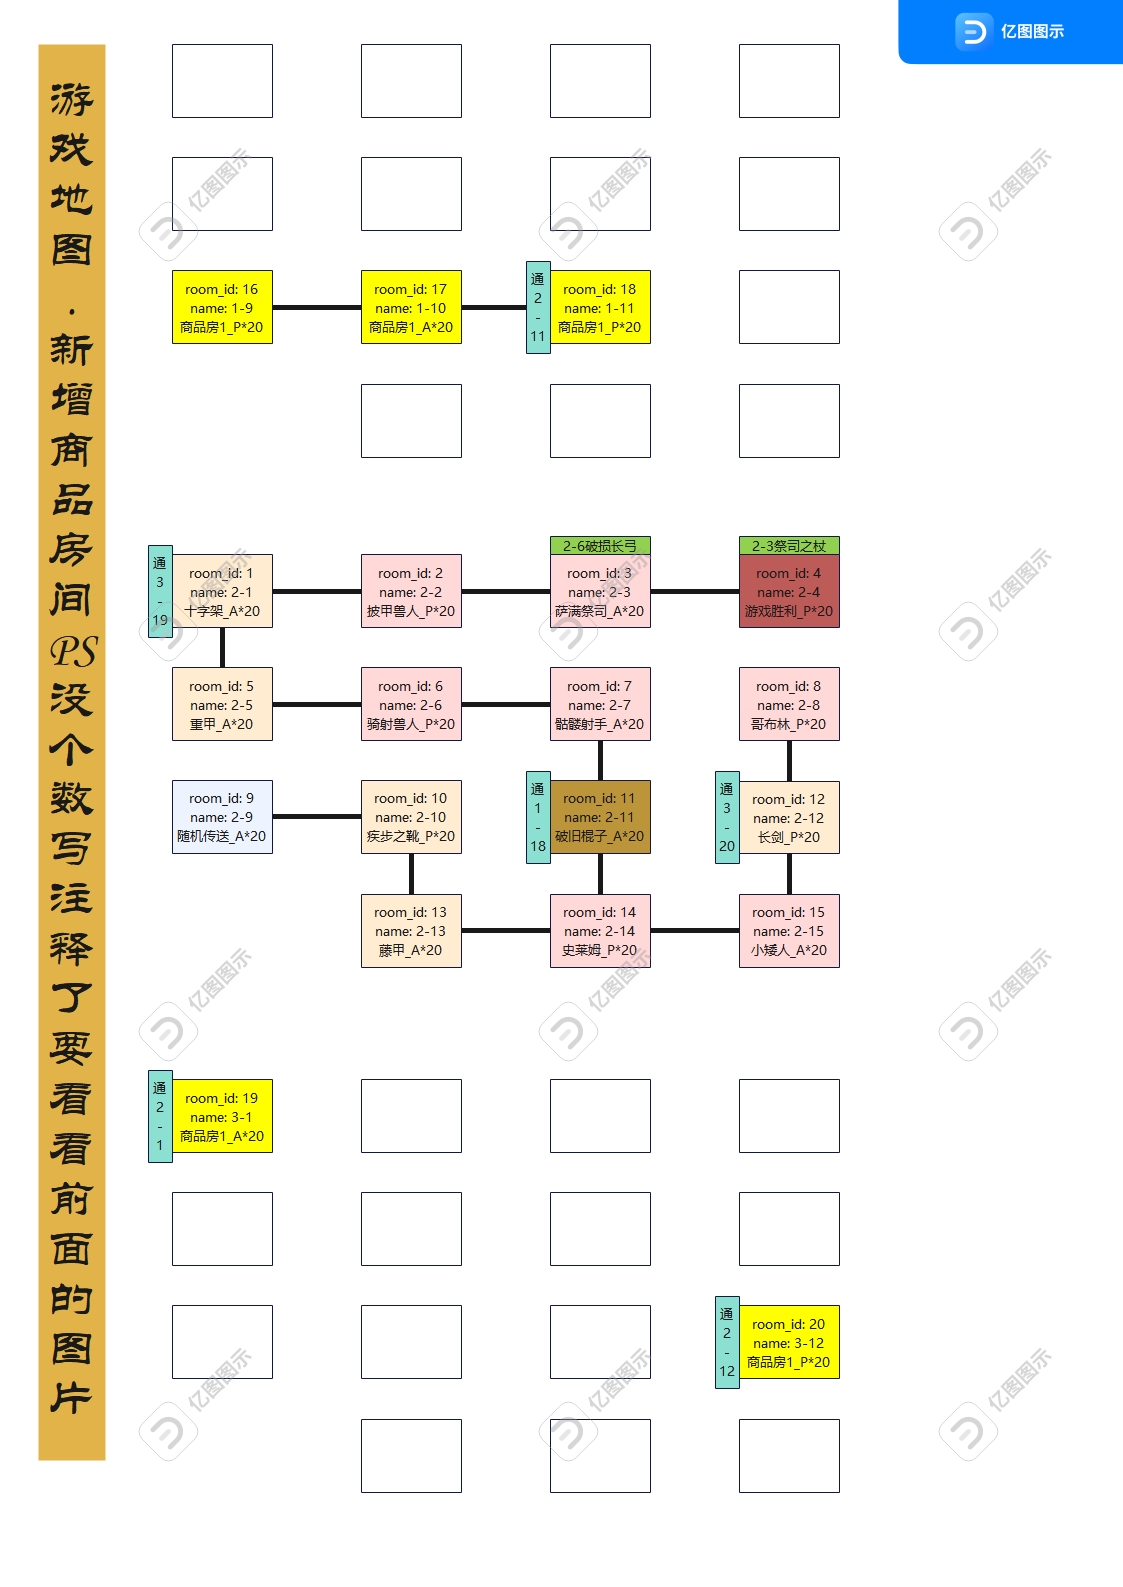 亿图图示
游戏地图.新增商品房间PS没个数写注释了要看看前面的图片
room_id: 16
name: 1-9
商品房1_P*20
room_id: 17
name: 1-10
商品房1_A*20
通2-11
room_id: 18
name: 1-11
商品房1_P*20
通3-19
room_id: 1
name: 2-1
十字架_A*20
room_id: 2
name: 2-2
披甲兽人_P*20
2-6破损长弓
room_id: 3
name: 2-3
萨满祭司_A*20
2-3祭司之杖
room_id: 4
name: 2-4
游戏胜利_P*20
room_id: 5
name: 2-5
重甲_A*20
room_id: 6
name: 2-6
骑射兽人_P*20
room_id: 7
name: 2-7
骷髅射手_A*20
room_id: 8
name: 2-8
哥布林_P*20
room_id: 9
name: 2-9
随机传送_A*20
room_id: 10
name: 2-10
疾步之靴_P*20
通1-18
room_id: 11
name: 2-11
破旧棍子_A*20
通3-20
room_id: 12
name: 2-12
长剑_P*20
room_id: 13
name: 2-13
藤甲_A*20
room_id: 14
name: 2-14
史莱姆_P*20
room_id: 15
name: 2-15
小矮人_A*20
通2-1
room_id: 19
name: 3-1
商品房1_A*20
通2-12
room_id: 20
name: 3-12
商品房1_P*20
亿图图示
亿图图示
亿图图示
亿图图示
亿图图示
亿图图示
亿图图示
亿图图示
亿图图示
亿图图示
亿图图示
亿图图示